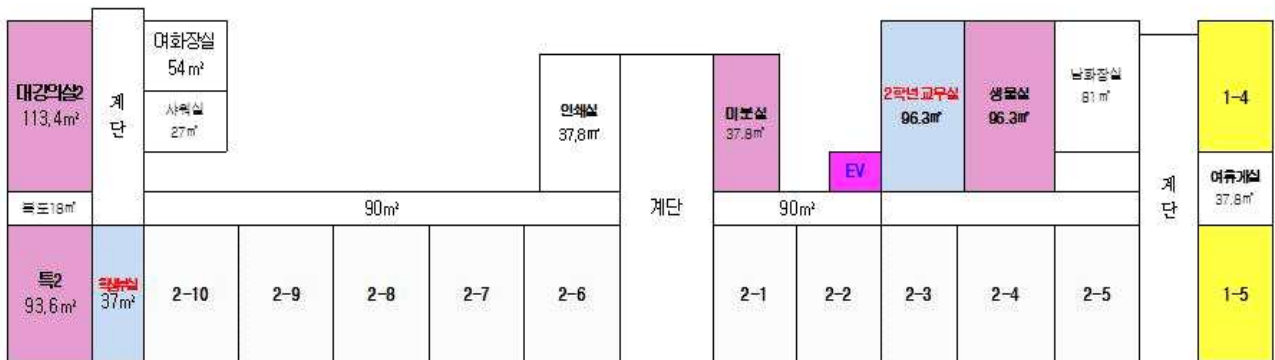 대강의실2
113,4m²
계
단
여화장실
54m²
샤워실
27㎡
인쇄실
37,8㎡
계단
미분실
37.8㎡
EV
2학년교무실
96.3㎡
생물실
96.3㎡
남화장실
81㎡
계
단
1-4
여휴게실
37.8㎡
복도18㎡
90m²
90m²
특2
93,6m²
37m²
2-10
2-9
2-8
2-7
2-6
2-1
2-2
2-3
2-4
2-5
1-5